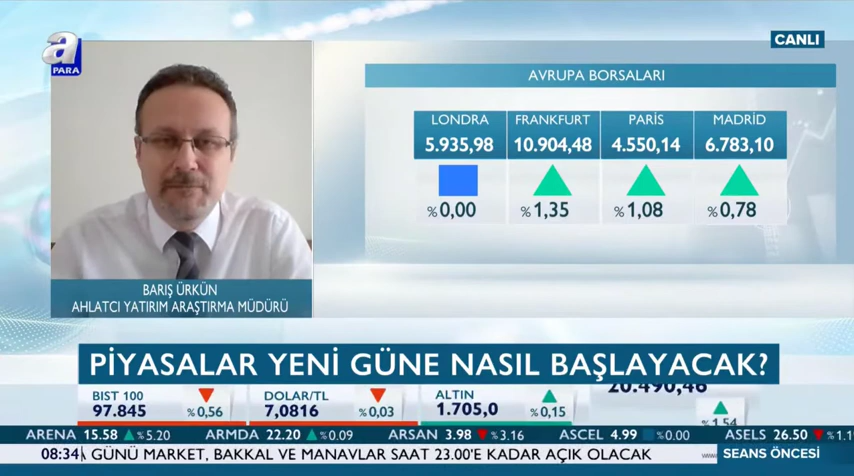 a
PARA
CANLI
AVRUPA BORSALARI
LONDRA FRANKFURT PARİS MADRİD
5.935,98 10.904,48 4.550,14 6.783,10
%0,00 %1,35 %1,08 %0,78
BARIŞ ÜRKÜN
AHLATCI YATIRIM ARAŞTIRMA MÜDÜRÜ
PİYASALAR YENİ GÜNE NASIL BAŞLAYACAK?
BIST 100 %0,56
97.845
DOLAR/TL %0,03
7,0816
ALTIN %0,15
1.705,0
20.490,46
%1,54
ARENA 15.58 %5.20 ARMDA 22.20 %0.09 ARSAN 3.98 %3.16 ASCEL 4.99 %0.00 ASELS 26.50
08:34 A GÜNÜ MARKET, BAKKAL VE MANAVLAR SAAT 23.00'E KADAR AÇIK OLACAK SEANS ÖNCESİ